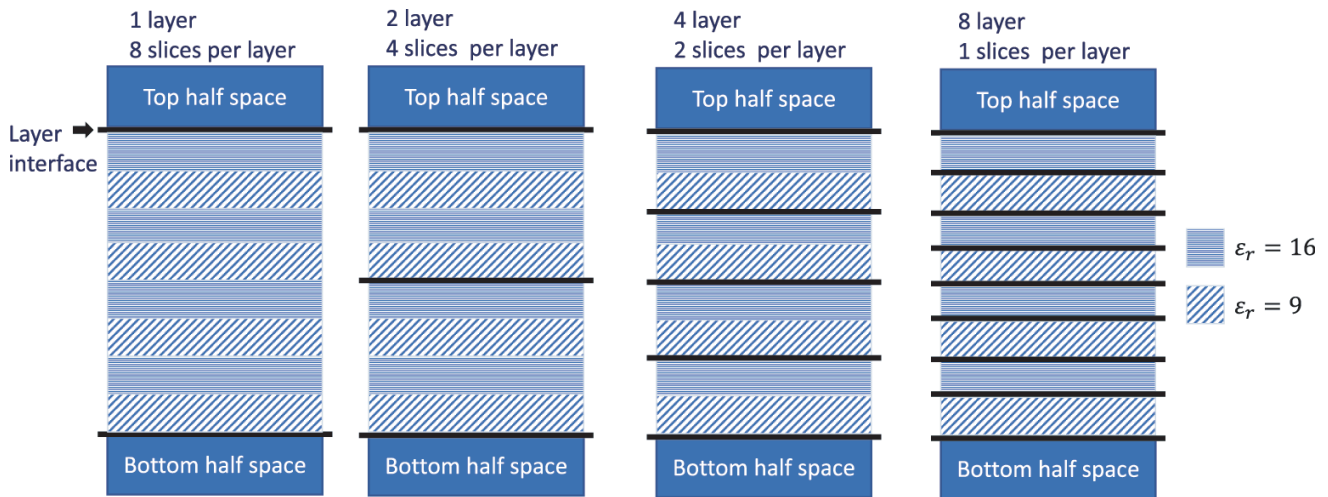 1 layer
8 slices per layer
2 layer
4 slices per layer
4 layer
2 slices per layer
8 layer
1 slices per layer
Top half space
Top half space
Top half space
Top half space
Layer
interface
εᵣ = 16
εᵣ = 9
Bottom half space
Bottom half space
Bottom half space
Bottom half space